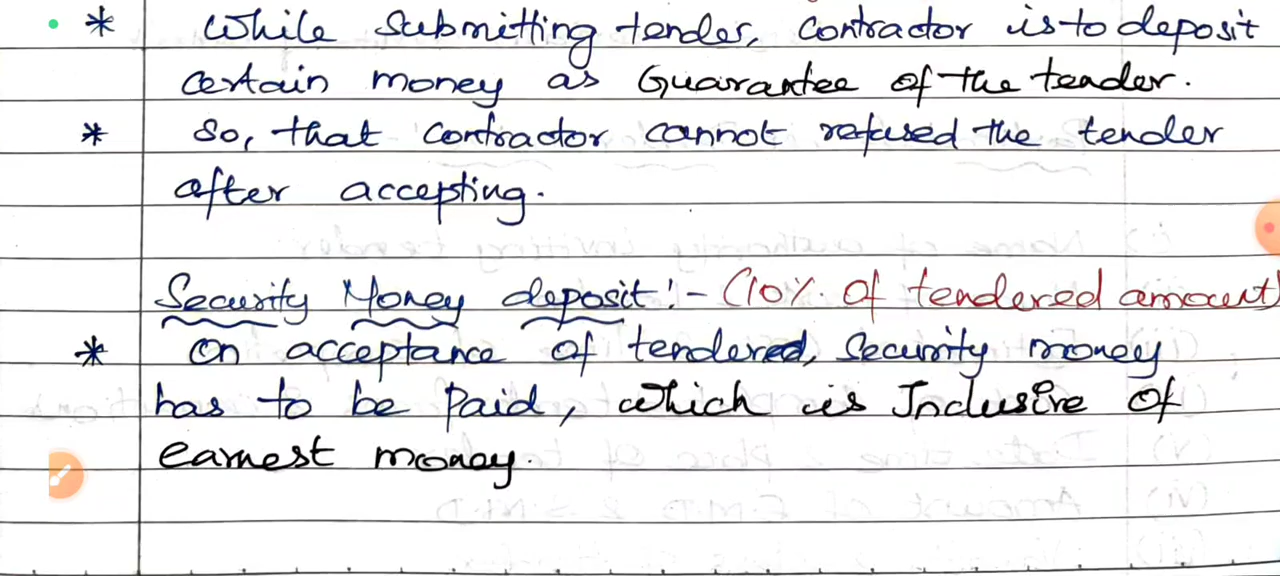 * While Submitting tender, Contractor is to deposit
certain money as Guarantee of the tender.
* So, that Contractor cannot refused the tender
after accepting.
Security Money deposit :- (10% Of tendered amount)
* On acceptance of tendered, Security money
has to be Paid, which is Inclusive Of
earnest money.